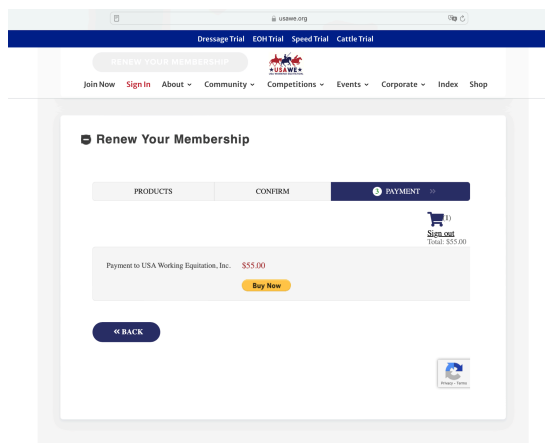 usawe.org
Dressage Trial EOH Trial Speed Trial Cattle Trial
RENEW YOUR MEMBERSHIP
USAWE
Join Now Sign In About Community Competitions Events Corporate Index Shop
Renew Your Membership
PRODUCTS CONFIRM 3 PAYMENT »
(1)
Sign out
Total: $55.00
Payment to USA Working Equitation, Inc. $55.00
Buy Now
« BACK
Privacy - Terms